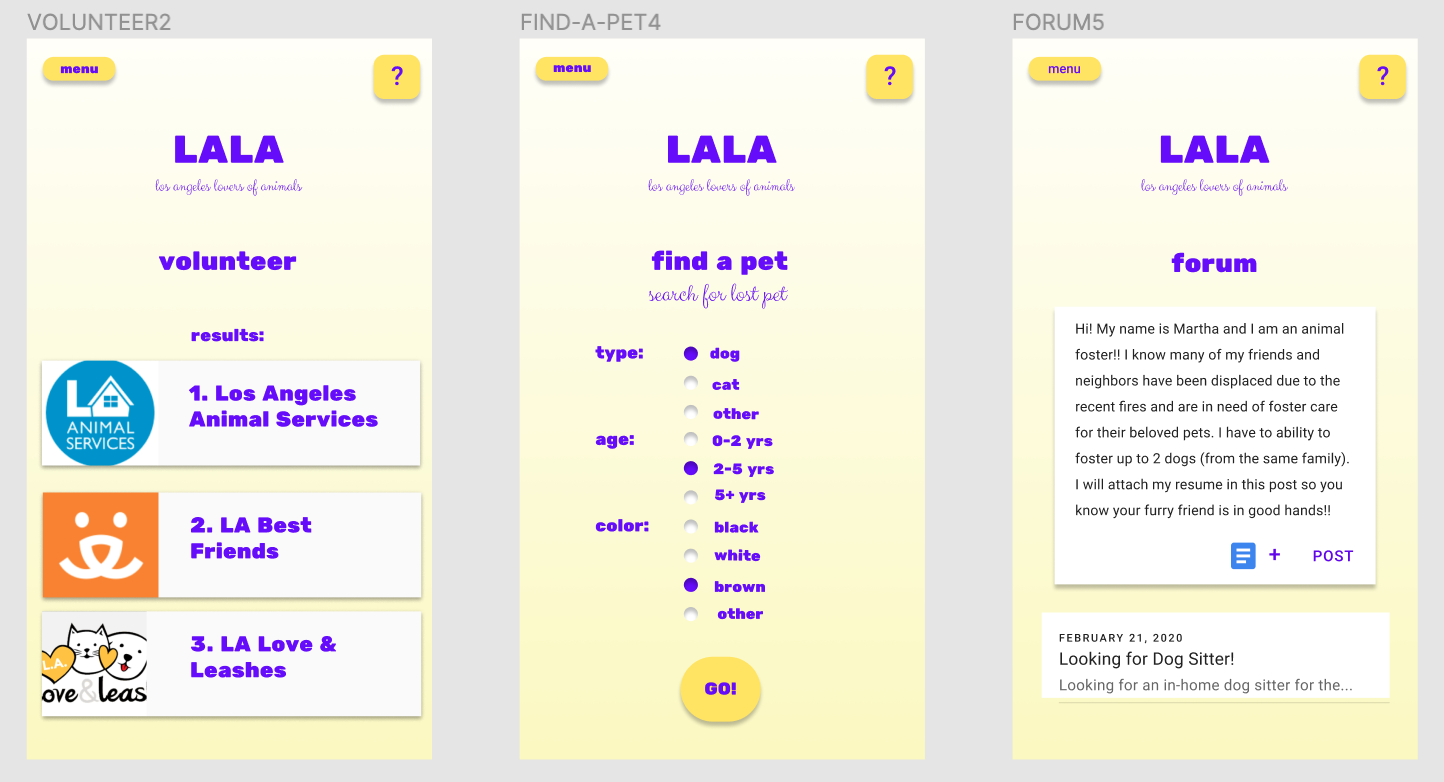 VOLUNTEER2
menu
?
LALA
los angeles lovers of animals
volunteer
results:
LA
ANIMAL
SERVICES
1. Los Angeles
Animal Services
2. LA Best
Friends
L.A.
ove&leas
3. LA Love &
Leashes
FIND-A-PET4
menu
?
LALA
los angeles lovers of animals
find a pet
search for lost pet
type:
dog
cat
other
age:
0-2 yrs
2-5 yrs
5+ yrs
color:
black
white
brown
other
GO!
FORUM5
menu
?
LALA
los angeles lovers of animals
forum
Hi! My name is Martha and I am an animal
foster!! I know many of my friends and
neighbors have been displaced due to the
recent fires and are in need of foster care
for their beloved pets. I have to ability to
foster up to 2 dogs (from the same family).
I will attach my resume in this post so you
know your furry friend is in good hands!!
+ POST
FEBRUARY 21, 2020
Looking for Dog Sitter!
Looking for an in-home dog sitter for the...